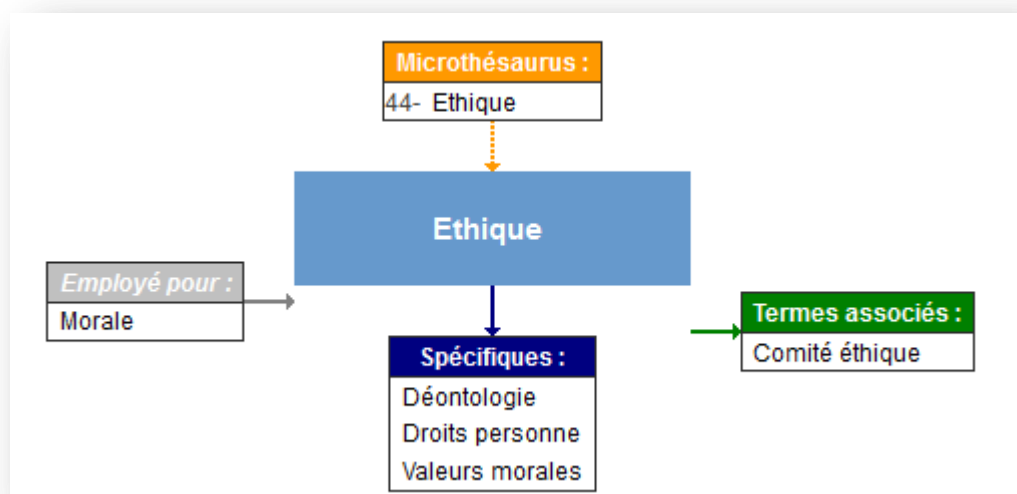 Microthésaurus :
44- Ethique
Ethique
Employé pour :
Morale
Termes associés :
Comité éthique
Spécifiques :
Déontologie
Droits personne
Valeurs morales